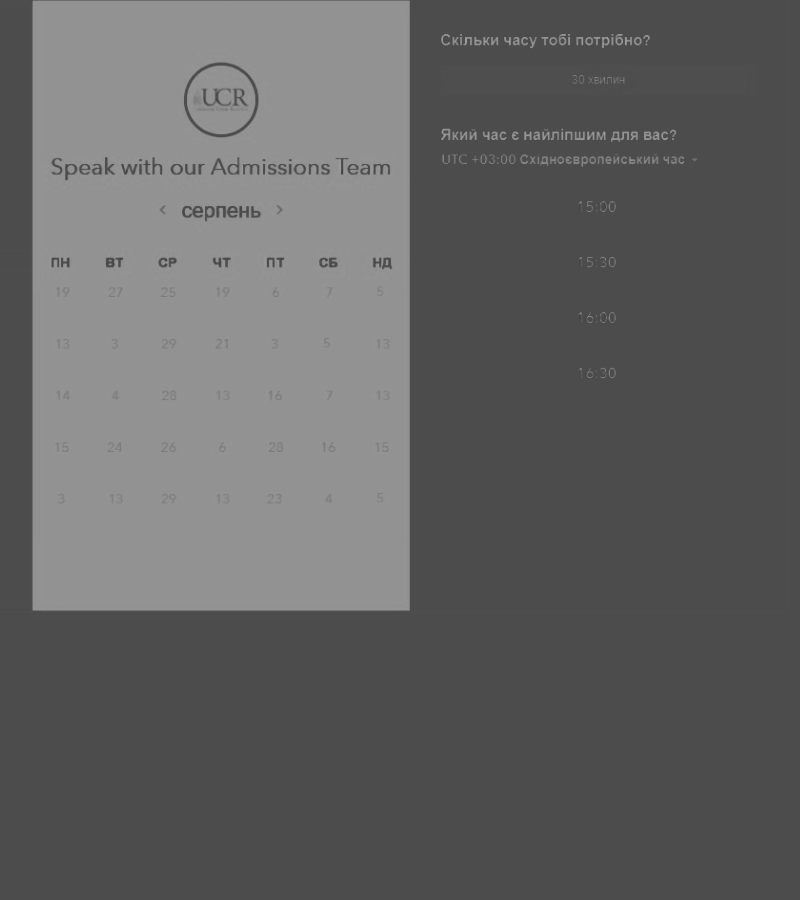 UCR
Speak with our Admissions Team
< серпень >
ПН ВТ СР ЧТ ПТ СБ НД
19 27 25 19 6 7 5
13 3 29 21 3 5 13
14 4 28 13 16 7 13
15 24 26 6 28 16 15
3 13 29 13 23 4 5
Скільки часу тобі потрібно?
30 хвилин
Який час є найліпшим для вас?
UTC +03:00 Східноєвропейський час
15:00
15:30
16:00
16:30